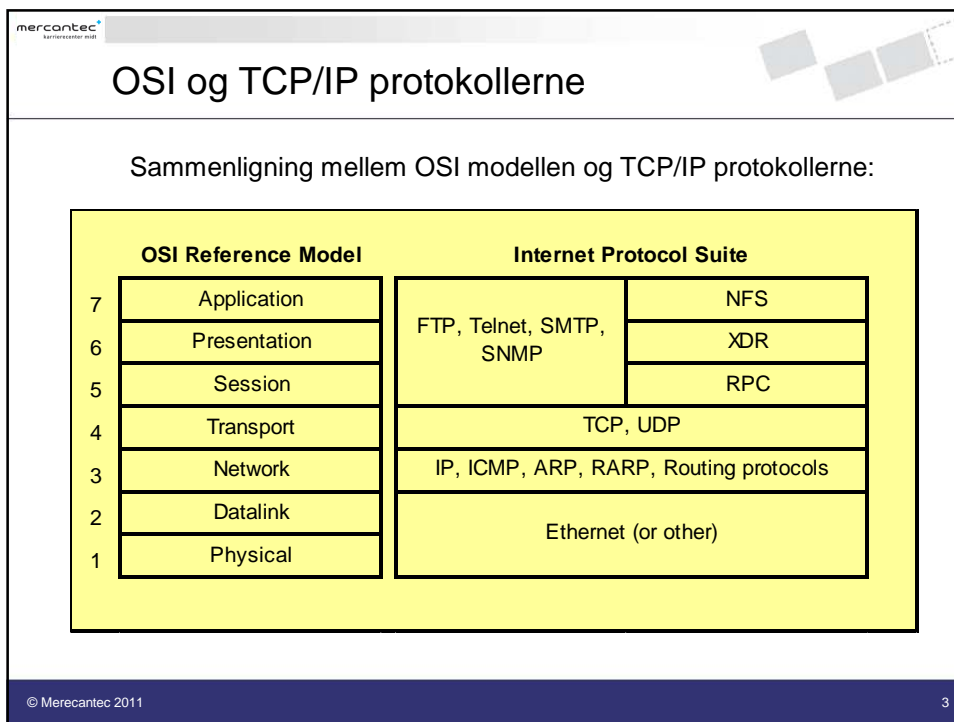 mercantec
karrierecenter midt
OSI og TCP/IP protokollerne
Sammenligning mellem OSI modellen og TCP/IP protokollerne:
OSI Reference Model
Internet Protocol Suite
7
Application
FTP, Telnet, SMTP,
SNMP
NFS
6
Presentation
XDR
5
Session
RPC
4
Transport
TCP, UDP
3
Network
IP, ICMP, ARP, RARP, Routing protocols
2
Datalink
Ethernet (or other)
1
Physical
© Merecantec 2011
3